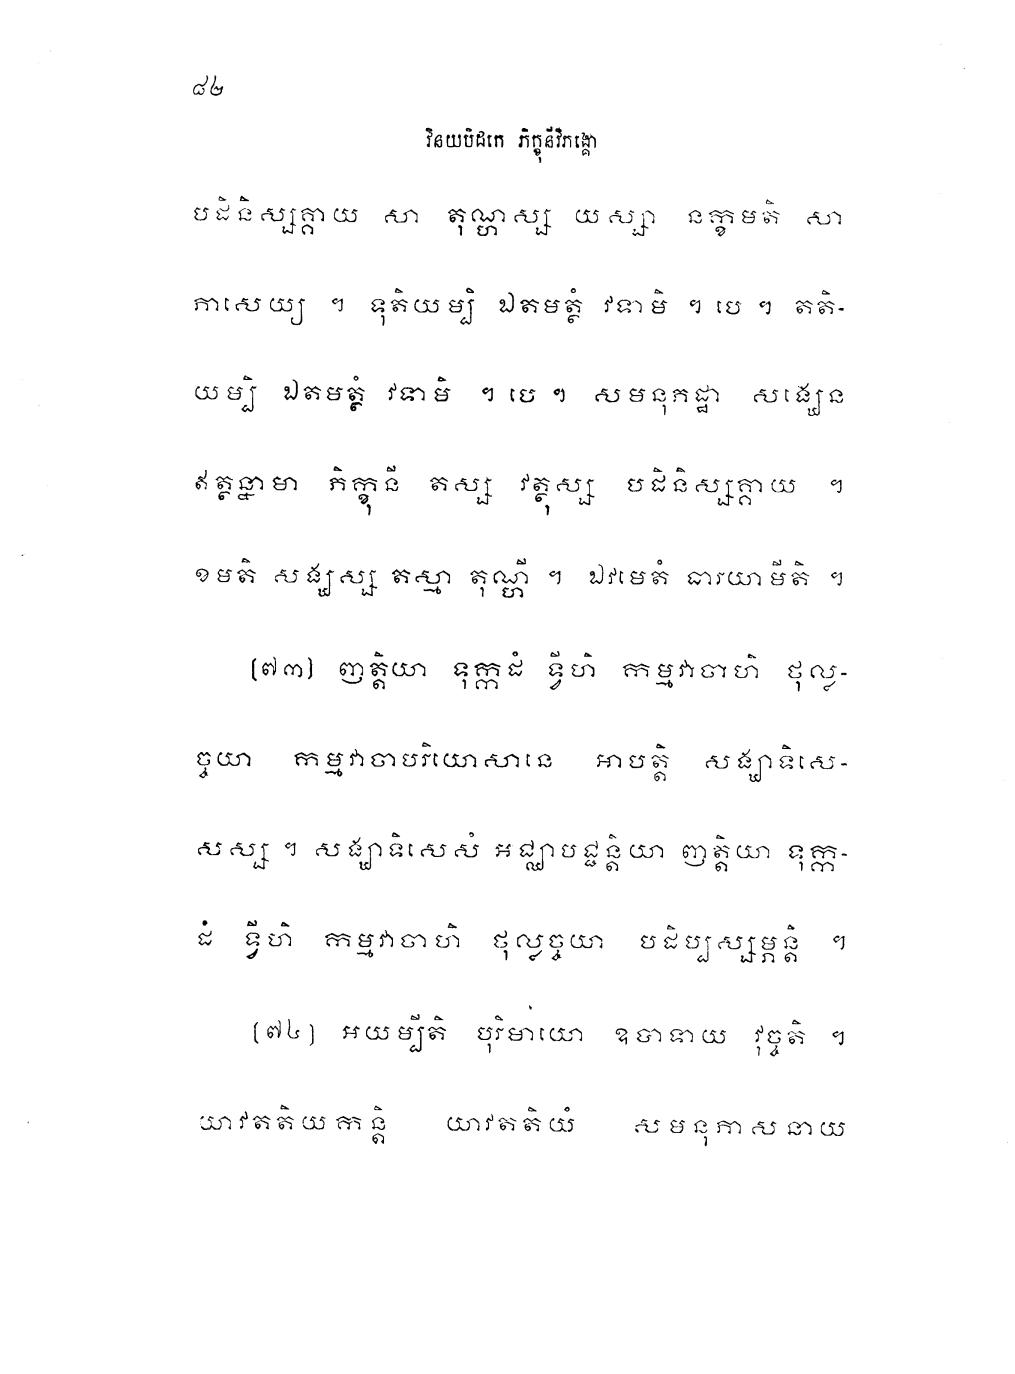 ៨២
វិនយបិដកេ ភិក្ខុនីវិភង្គោ
បដិនិស្សគ្គាយ សា តុណ្ហស្ស យស្សា នក្ខមតិ សា
ភាសេយ្យ ។ ទុតិយម្បិ ឯតមត្ថំ វទាមិ ។ បេ ។ តតិ-
យម្បិ ឯតមត្ថំ វទាមិ ។ បេ ។ សមនុភដ្ឋា សង្ឃេន
ឥត្ថន្នាមា ភិក្ខុនី តស្ស វត្ថុស្ស បដិនិស្សគ្គាយ ។
ខមតិ សង្ឃស្ស តស្មា តុណ្ហី ។ ឯវមេតំ ធារយាមីតិ ។
(៧៣) ញត្តិយា ទុក្កដំ ទ្វីហិ កម្មវាចាហិ ថុល្ល-
ច្ចយា កម្មវាចាបរិយោសានេ អាបត្តិ សង្ឃាទិសេ-
សស្ស ។ សង្ឃាទិសេសំ អជ្ឈាបជ្ជន្តិយា ញត្តិយា ទុក្ក-
ដំ ទ្វីហិ កម្មវាចាហិ ថុល្លច្ចយា បដិប្បស្សម្ភន្តិ ។
(៧៤) អយម្បីតិ បុរិមាយោ ឧបាទាយ វុច្ចតិ ។
យាវតតិយកន្តិ យាវតតិយំ សមនុភាសនាយ